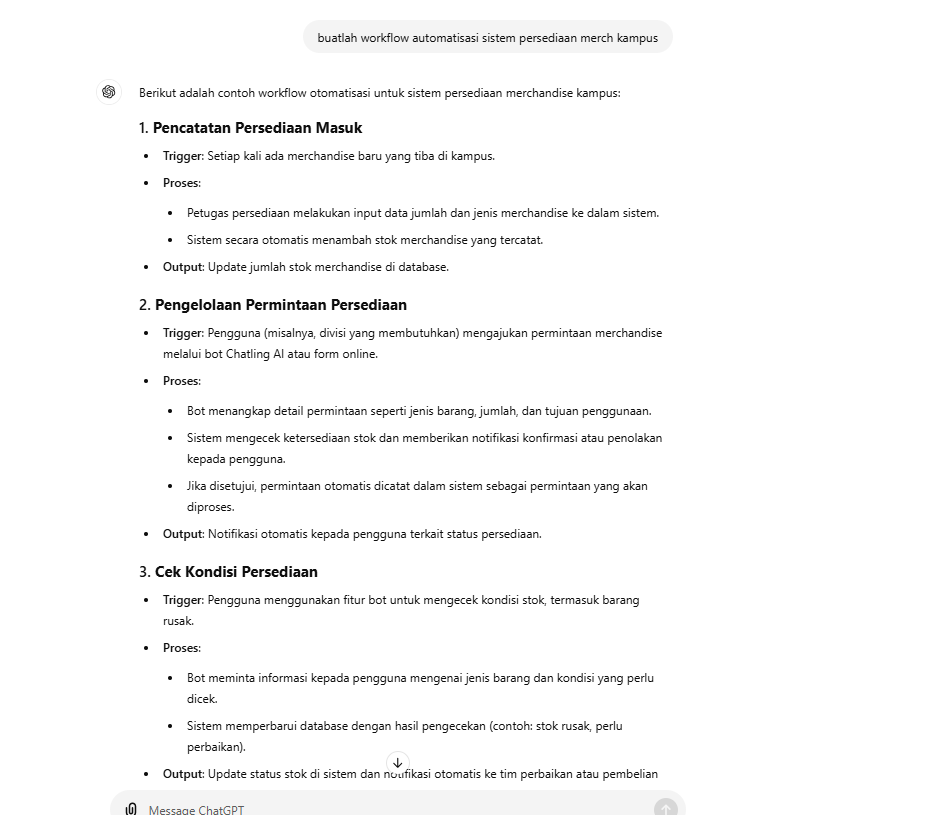 buatlah workflow automatisasi sistem persediaan merch kampus
Berikut adalah contoh workflow otomatisasi untuk sistem persediaan merchandise kampus:
1. Pencatatan Persediaan Masuk
• Trigger: Setiap kali ada merchandise baru yang tiba di kampus.
• Proses:
• Petugas persediaan melakukan input data jumlah dan jenis merchandise ke dalam sistem.
• Sistem secara otomatis menambah stok merchandise yang tercatat.
• Output: Update jumlah stok merchandise di database.
2. Pengelolaan Permintaan Persediaan
• Trigger: Pengguna (misalnya, divisi yang membutuhkan) mengajukan permintaan merchandise
melalui bot Chatling AI atau form online.
• Proses:
• Bot menangkap detail permintaan seperti jenis barang, jumlah, dan tujuan penggunaan.
• Sistem mengecek ketersediaan stok dan memberikan notifikasi konfirmasi atau penolakan
kepada pengguna.
• Jika disetujui, permintaan otomatis dicatat dalam sistem sebagai permintaan yang akan
diproses.
• Output: Notifikasi otomatis kepada pengguna terkait status persediaan.
3. Cek Kondisi Persediaan
• Trigger: Pengguna menggunakan fitur bot untuk mengecek kondisi stok, termasuk barang
rusak.
• Proses:
• Bot meminta informasi kepada pengguna mengenai jenis barang dan kondisi yang perlu
dicek.
• Sistem memperbarui database dengan hasil pengecekan (contoh: stok rusak, perlu
perbaikan).
• Output: Update status stok di sistem dan notifikasi otomatis ke tim perbaikan atau pembelian
Message ChatGPT